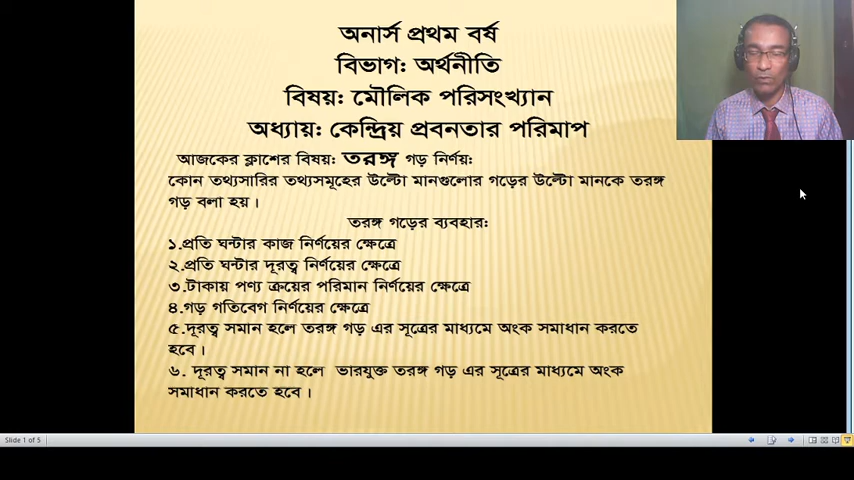 অনার্স প্রথম বর্ষ
বিভাগ: অর্থনীতি
বিষয়: মৌলিক পরিসংখ্যান
অধ্যায়: কেন্দ্রিয় প্রবনতার পরিমাপ
আজকের ক্লাশের বিষয়: তরঙ্গ গড় নির্ণয়:
কোন তথ্যসারির তথ্যসমূহের উল্টো মানগুলোর গড়ের উল্টো মানকে তরঙ্গ
গড় বলা হয় ।
তরঙ্গ গড়ের ব্যবহার:
১.প্রতি ঘন্টার কাজ নির্ণয়ের ক্ষেত্রে
২.প্রতি ঘন্টার দূরত্ব নির্ণয়ের ক্ষেত্রে
৩.টাকায় পণ্য ক্রয়ের পরিমান নির্ণয়ের ক্ষেত্রে
৪.গড় গতিবেগ নির্ণয়ের ক্ষেত্রে
৫.দূরত্ব সমান হলে তরঙ্গ গড় এর সূত্রের মাধ্যমে অংক সমাধান করতে
হবে ।
৬. দূরত্ব সমান না হলে ভারযুক্ত তরঙ্গ গড় এর সূত্রের মাধ্যমে অংক
সমাধান করতে হবে ।
Slide 1 of 5